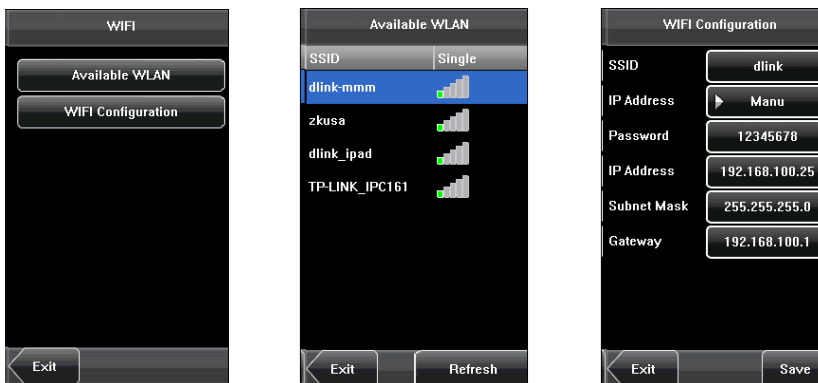 WIFI
Available WLAN
WIFI Configuration
Exit
Available WLAN
SSID Single
dlink-mmm
zkusa
dlink_ipad
TP-LINK_IPC161
Exit Refresh
WIFI Configuration
SSID dlink
IP Address Manu
Password 12345678
IP Address 192.168.100.25
Subnet Mask 255.255.255.0
Gateway 192.168.100.1
Exit Save